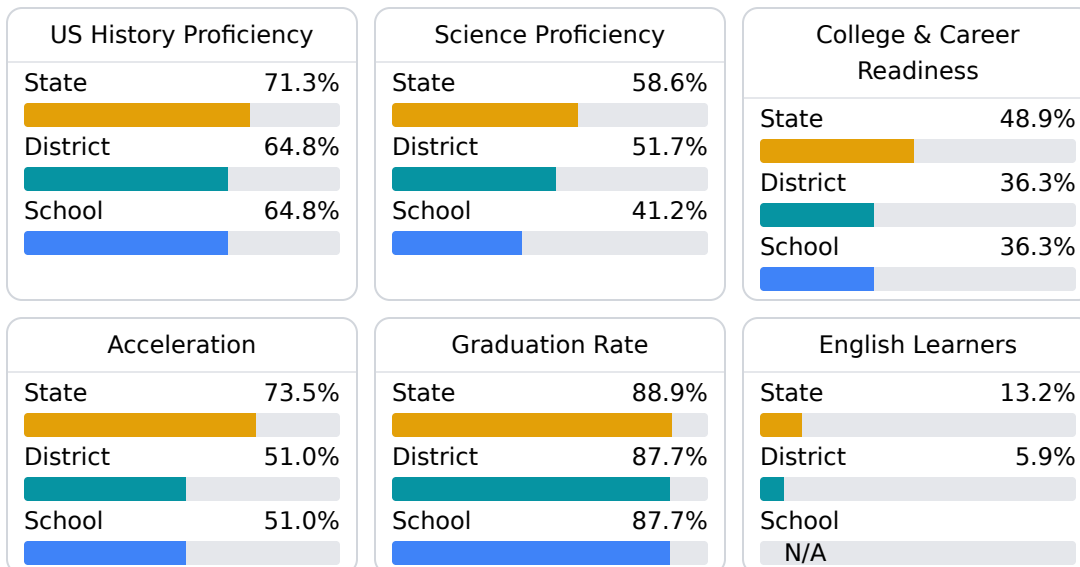 US History Proficiency
State 71.3%
District 64.8%
School 64.8%
Science Proficiency
State 58.6%
District 51.7%
School 41.2%
College & Career
Readiness
State 48.9%
District 36.3%
School 36.3%
Acceleration
State 73.5%
District 51.0%
School 51.0%
Graduation Rate
State 88.9%
District 87.7%
School 87.7%
English Learners
State 13.2%
District 5.9%
School
N/A